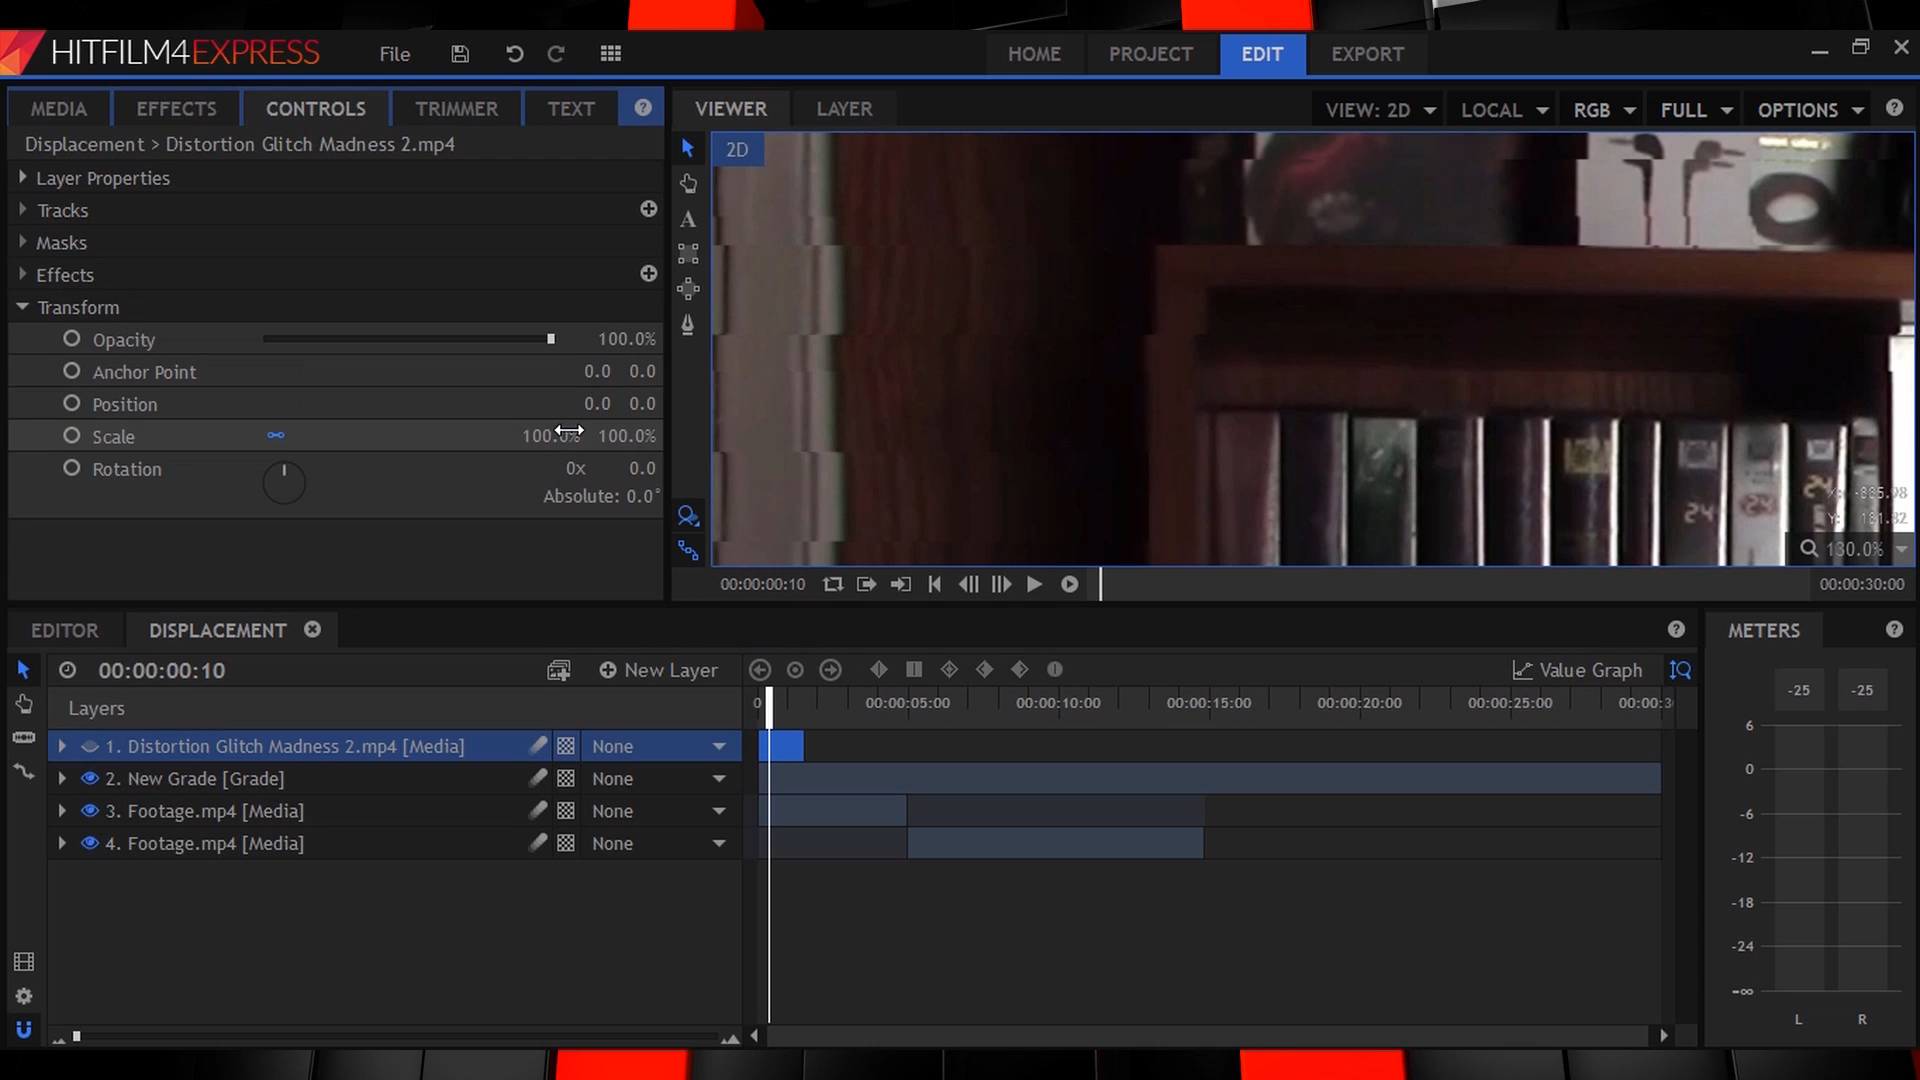 HITFILM4EXPRESS File HOME PROJECT EDIT EXPORT
MEDIA EFFECTS CONTROLS TRIMMER TEXT ?
VIEWER LAYER VIEW: 2D LOCAL RGB FULL OPTIONS ?
Displacement > Distortion Glitch Madness 2.mp4
2D
Layer Properties
Tracks
Masks
Effects
Transform
Opacity 100.0%
Anchor Point 0.0 0.0
Position 0.0 0.0
Scale 100.0% 100.0%
Rotation 0x 0.0
Absolute: 0.0°
A
24 24 24
X: -885.98
Y: 181.82
130.0%
00:00:00:10 00:00:30:00
EDITOR DISPLACEMENT ?
METERS ?
00:00:00:10 New Layer Value Graph
Layers 0 00:00:05:00 00:00:10:00 00:00:15:00 00:00:20:00 00:00:25:00 00:00:3
1. Distortion Glitch Madness 2.mp4 [Media] None
2. New Grade [Grade] None
3. Footage.mp4 [Media] None
4. Footage.mp4 [Media] None
-25 -25
6
0
-6
-12
-18
-24
-∞
L R